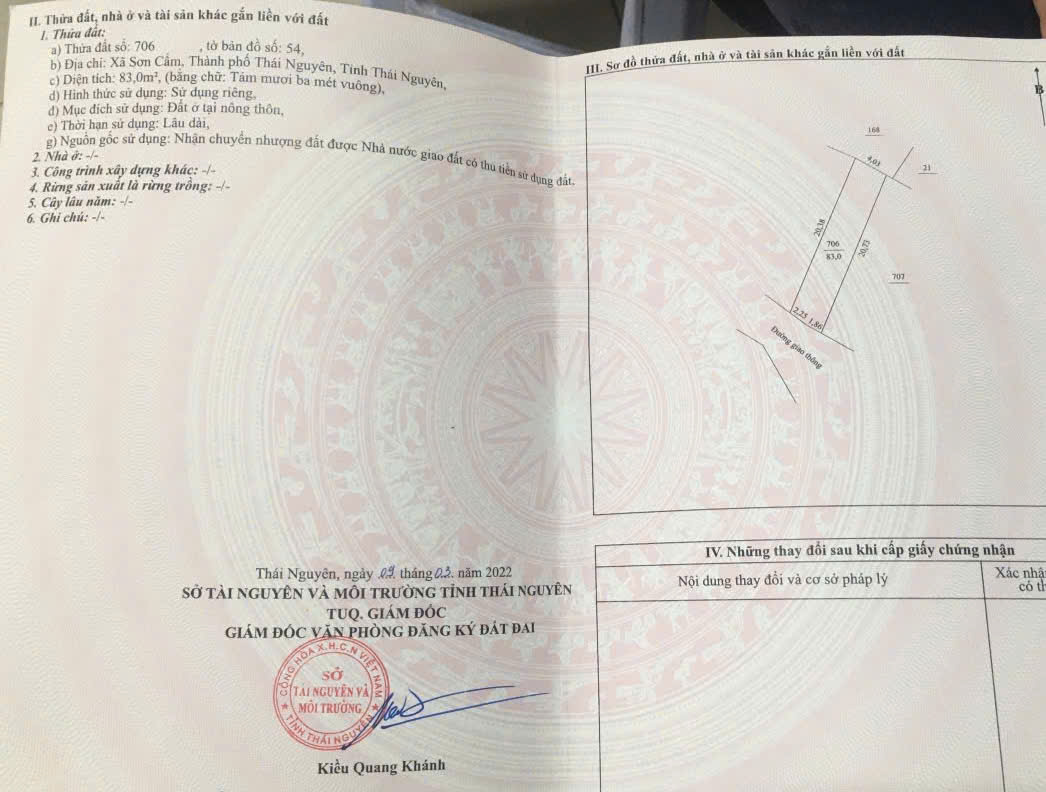 II. Thửa đất, nhà ở và tài sản khác gắn liền với đất
1. Thửa đất:
a) Thửa đất số: 706 , tờ bản đồ số: 54,
b) Địa chỉ: Xã Sơn Cẩm, Thành phố Thái Nguyên, Tỉnh Thái Nguyên,
c) Diện tích: 83,0m², (bằng chữ: Tám mươi ba mét vuông),
d) Hình thức sử dụng: Sử dụng riêng,
đ) Mục đích sử dụng: Đất ở tại nông thôn,
e) Thời hạn sử dụng: Lâu dài,
g) Nguồn gốc sử dụng: Nhận chuyển nhượng đất được Nhà nước giao đất có thu tiền sử dụng đất.
2. Nhà ở: -/-
3. Công trình xây dựng khác: -/-
4. Rừng sản xuất là rừng trồng: -/-
5. Cây lâu năm: -/-
6. Ghi chú: -/-
Thái Nguyên, ngày 09 tháng 03 năm 2022
SỞ TÀI NGUYÊN VÀ MÔI TRƯỜNG TỈNH THÁI NGUYÊN
TUQ. GIÁM ĐỐC
GIÁM ĐỐC VĂN PHÒNG ĐĂNG KÝ ĐẤT ĐAI
CỘNG HÒA X.H.C.N VIỆT NAM
SỞ
TÀI NGUYÊN VÀ
MÔI TRƯỜNG
TỈNH THÁI NGUYÊN
Kiều Quang Khánh
III. Sơ đồ thửa đất, nhà ở và tài sản khác gắn liền với đất
B
168
4,03
21
20,38
706
83,0
20,73
707
2,25 1,86
Đường giao thông
IV. Những thay đổi sau khi cấp giấy chứng nhận
Nội dung thay đổi và cơ sở pháp lý
Xác nhậ
có th